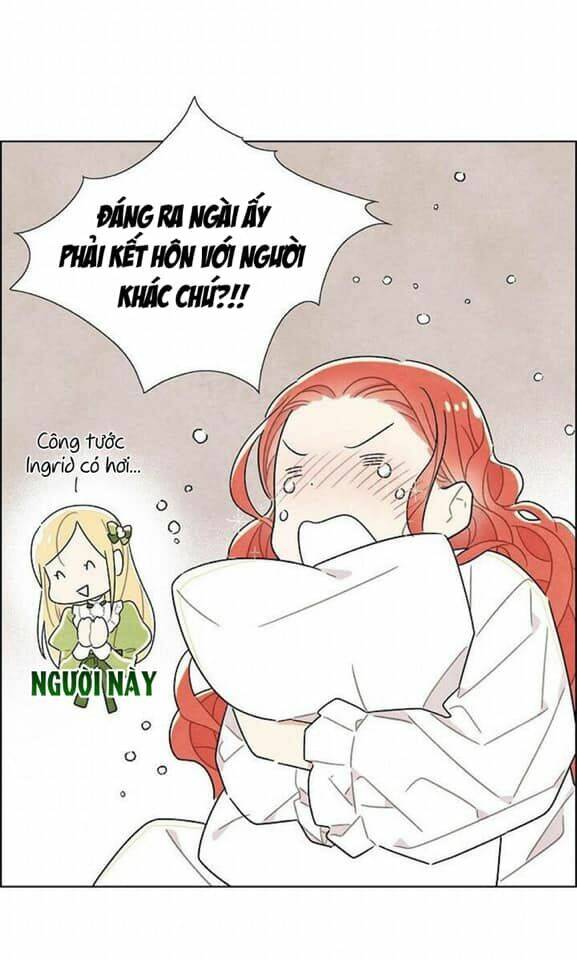 ĐÁNG RA NGÀI ẤY
PHẢI KẾT HÔN VỚI NGƯỜI
KHÁC CHỨ?!!
Công tước
Ingrid có hơi...
NGƯỜI NÀY